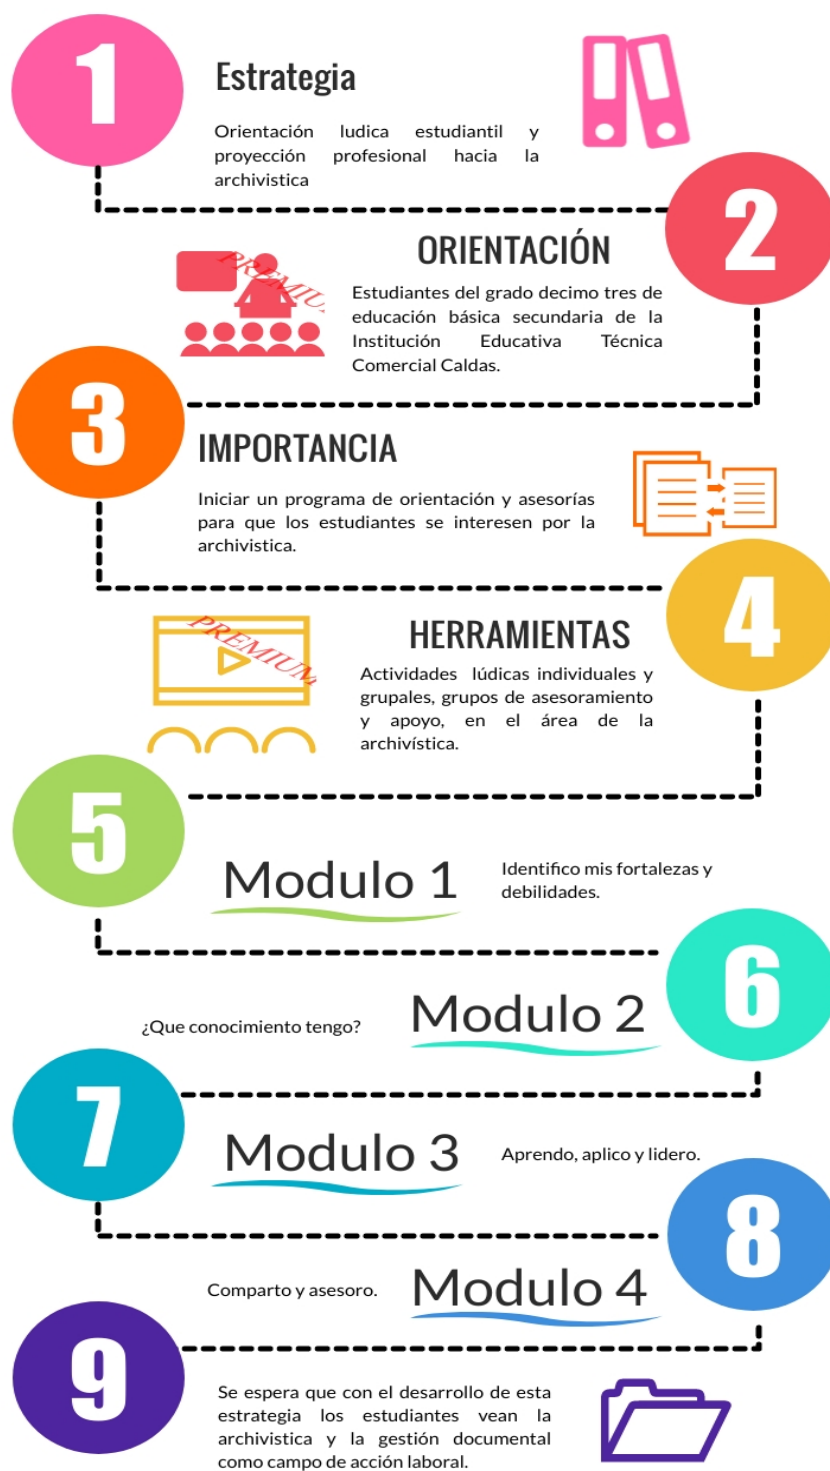 1
Estrategia
Orientación ludica estudiantil y
proyección profesional hacia la
archivistica
2
ORIENTACIÓN
PREMIU
Estudiantes del grado decimo tres de
educación básica secundaria de la
Institución Educativa Técnica
Comercial Caldas.
3
IMPORTANCIA
Iniciar un programa de orientación y asesorías
para que los estudiantes se interesen por la
archivistica.
4
HERRAMIENTAS
PREMIUM
Actividades lúdicas individuales y
grupales, grupos de asesoramiento
y apoyo, en el área de la
archivística.
5
Modulo 1
Identifico mis fortalezas y
debilidades.
6
Modulo 2
¿Que conocimiento tengo?
7
Modulo 3
Aprendo, aplico y lidero.
8
Modulo 4
Comparto y asesoro.
9
Se espera que con el desarrollo de esta
estrategia los estudiantes vean la
archivistica y la gestión documental
como campo de acción laboral.